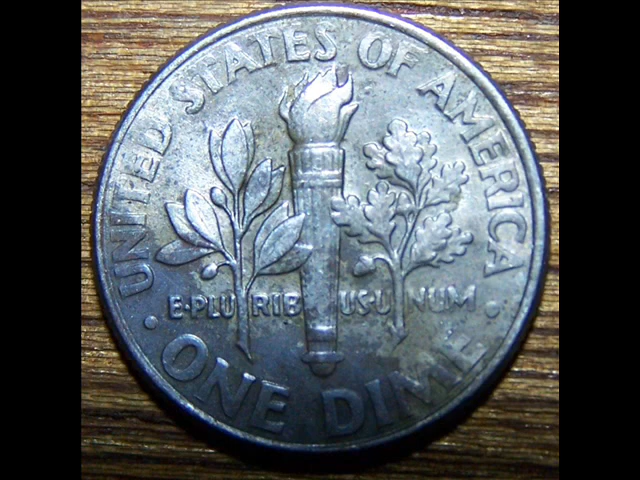 UNITED STATES OF AMERICA
E·PLURIBUS·UNUM
· ONE DIME ·